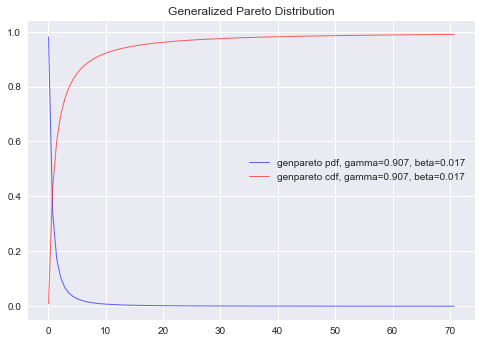 Generalized Pareto Distribution
1.0
0.8
0.6
0.4
0.2
0.0
genpareto pdf, gamma=0.907, beta=0.017
genpareto cdf, gamma=0.907, beta=0.017
0 10 20 30 40 50 60 70